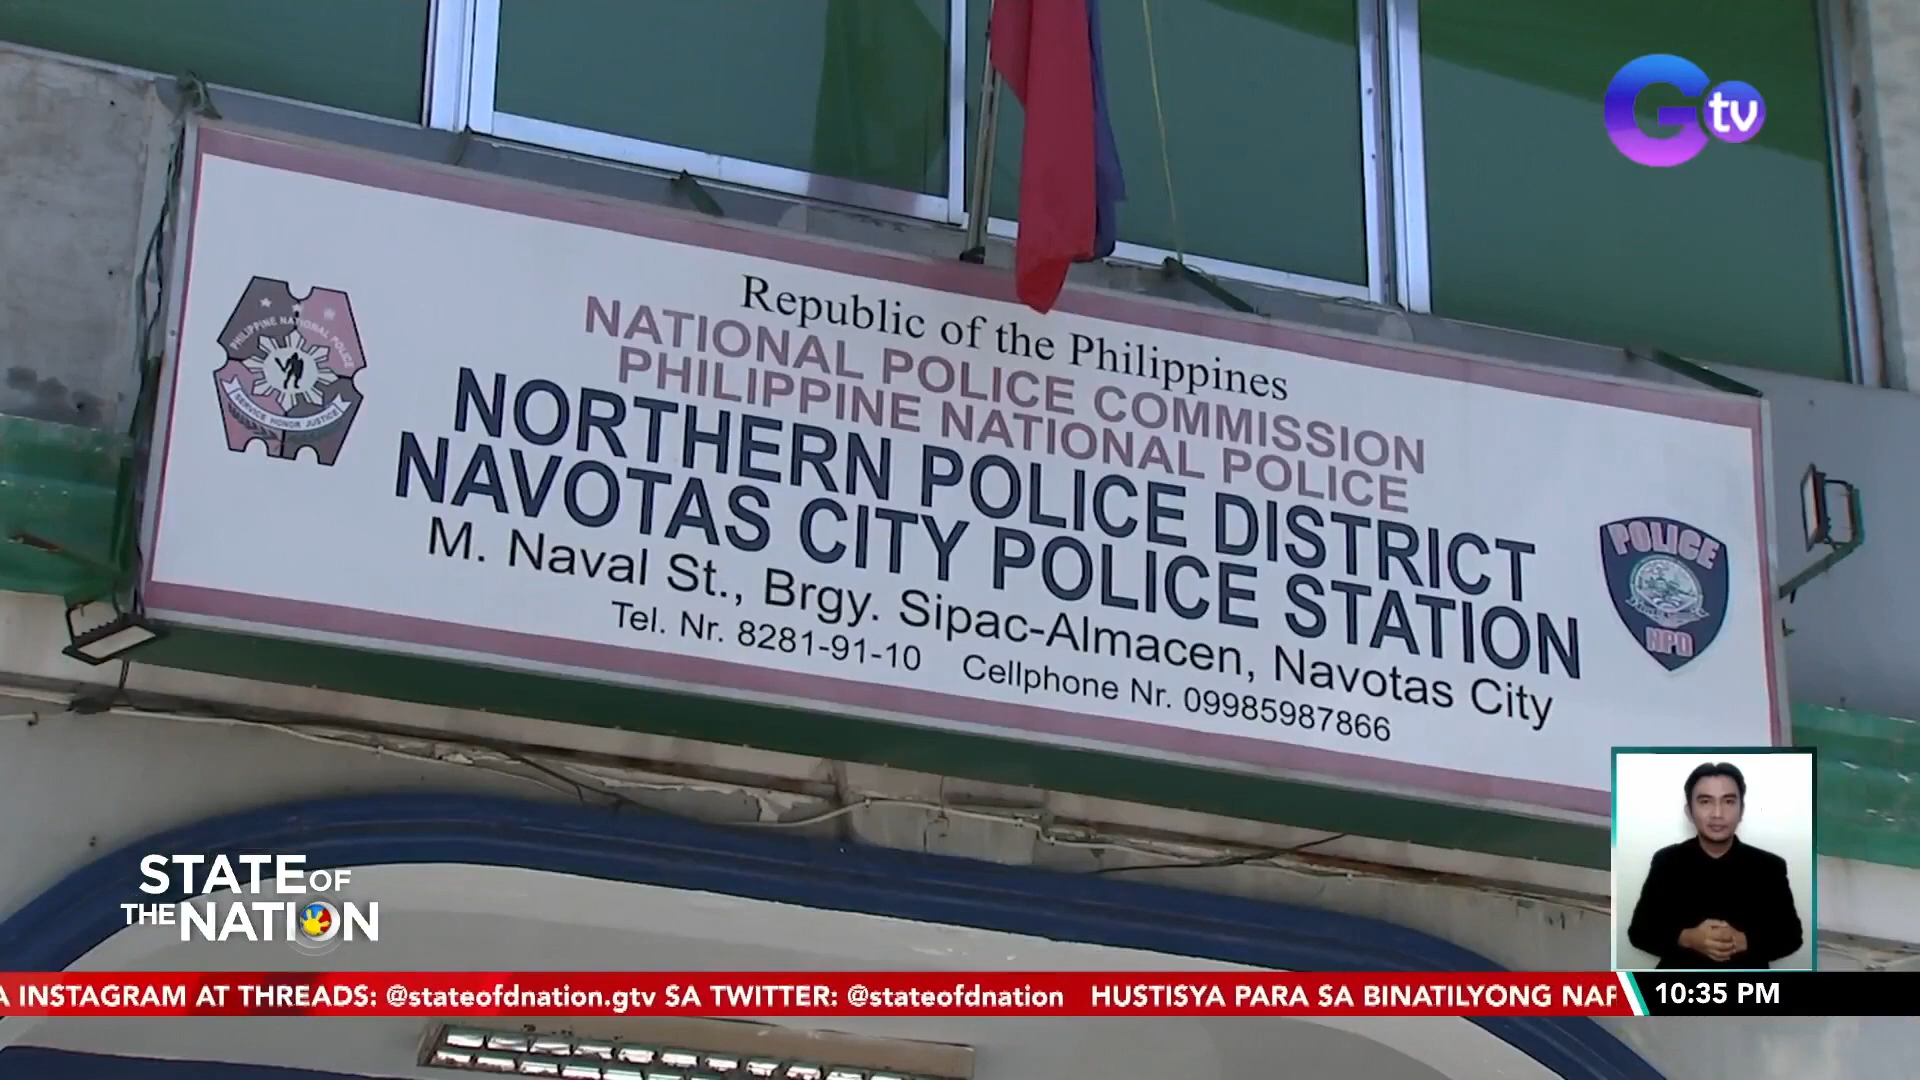 Gtv
Republic of the Philippines
NATIONAL POLICE COMMISSION
PHILIPPINE NATIONAL POLICE
NORTHERN POLICE DISTRICT
NAVOTAS CITY POLICE STATION
M. Naval St., Brgy. Sipac-Almacen, Navotas City
Tel. Nr. 8281-91-10 Cellphone Nr. 09985987866
PHILIPPINE NATIONAL POLICE
SERVICE HONOR JUSTICE
POLICE
NPD
STATE OF
THE NATION
A INSTAGRAM AT THREADS: @stateofdnation.gtv SA TWITTER: @stateofdnation HUSTISYA PARA SA BINATILYONG
10:35 PM